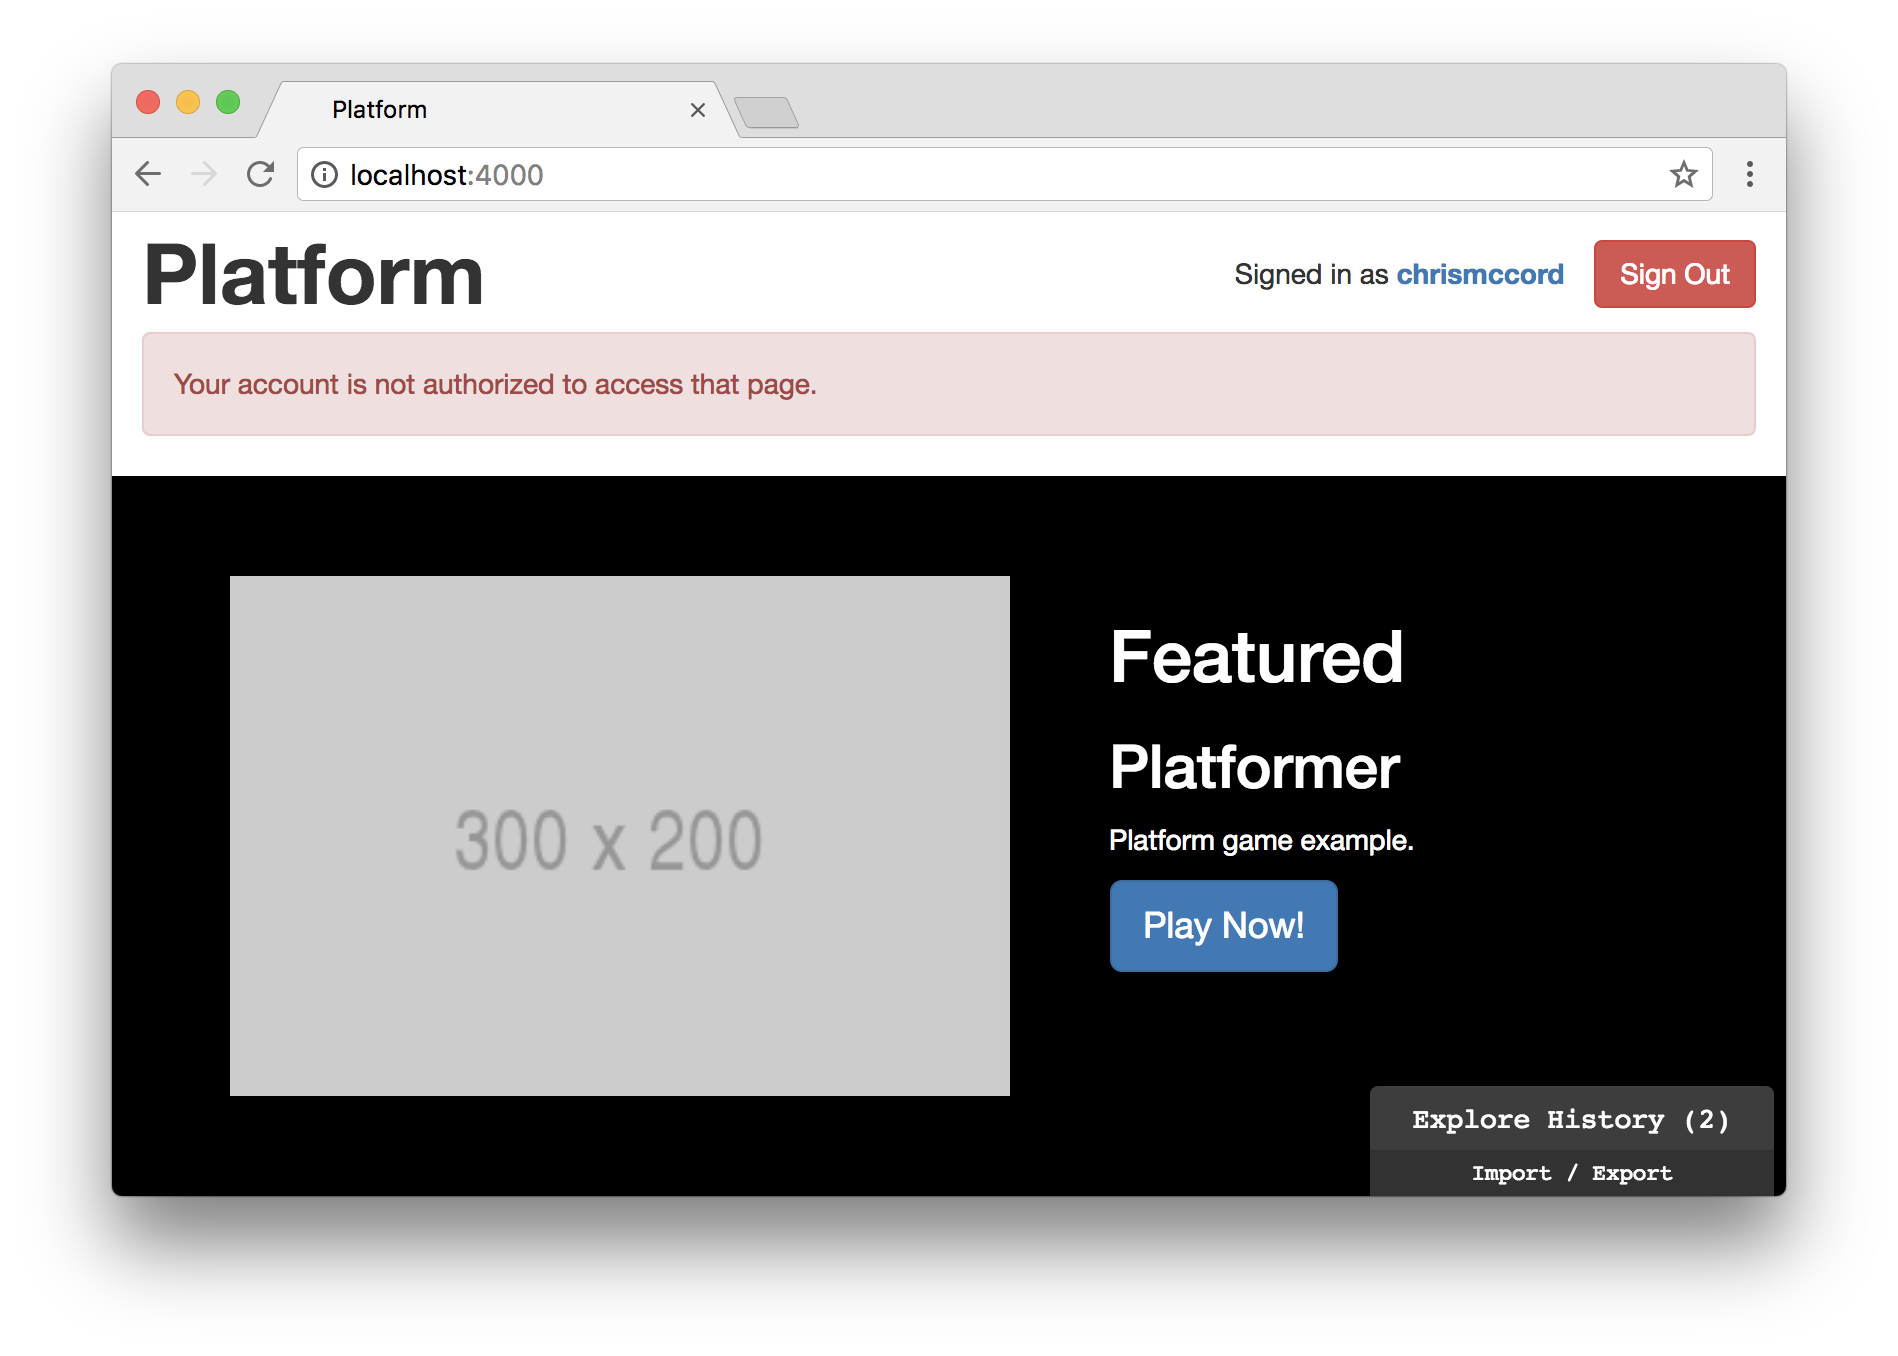 Platform
localhost:4000
Platform
Signed in as chrismccord
Sign Out
Your account is not authorized to access that page.
300 x 200
Featured
Platformer
Platform game example.
Play Now!
Explore History (2)
Import / Export